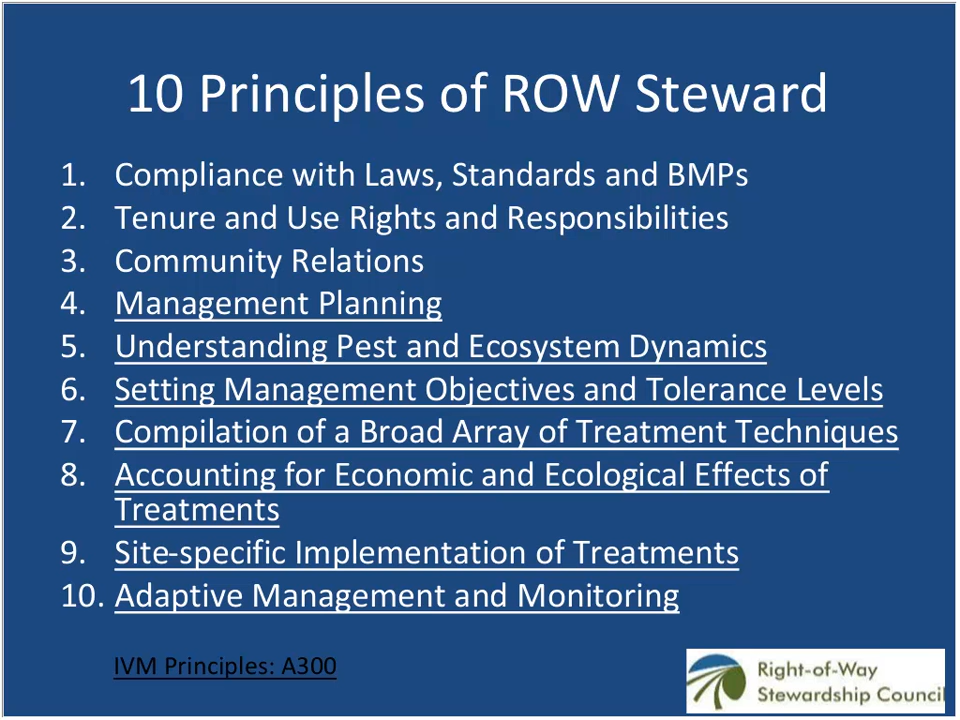 10 Principles of ROW Steward
1. Compliance with Laws, Standards and BMPs
2. Tenure and Use Rights and Responsibilities
3. Community Relations
4. Management Planning
5. Understanding Pest and Ecosystem Dynamics
6. Setting Management Objectives and Tolerance Levels
7. Compilation of a Broad Array of Treatment Techniques
8. Accounting for Economic and Ecological Effects of
Treatments
9. Site-specific Implementation of Treatments
10. Adaptive Management and Monitoring
IVM Principles: A300
Right-of-Way
Stewardship Council